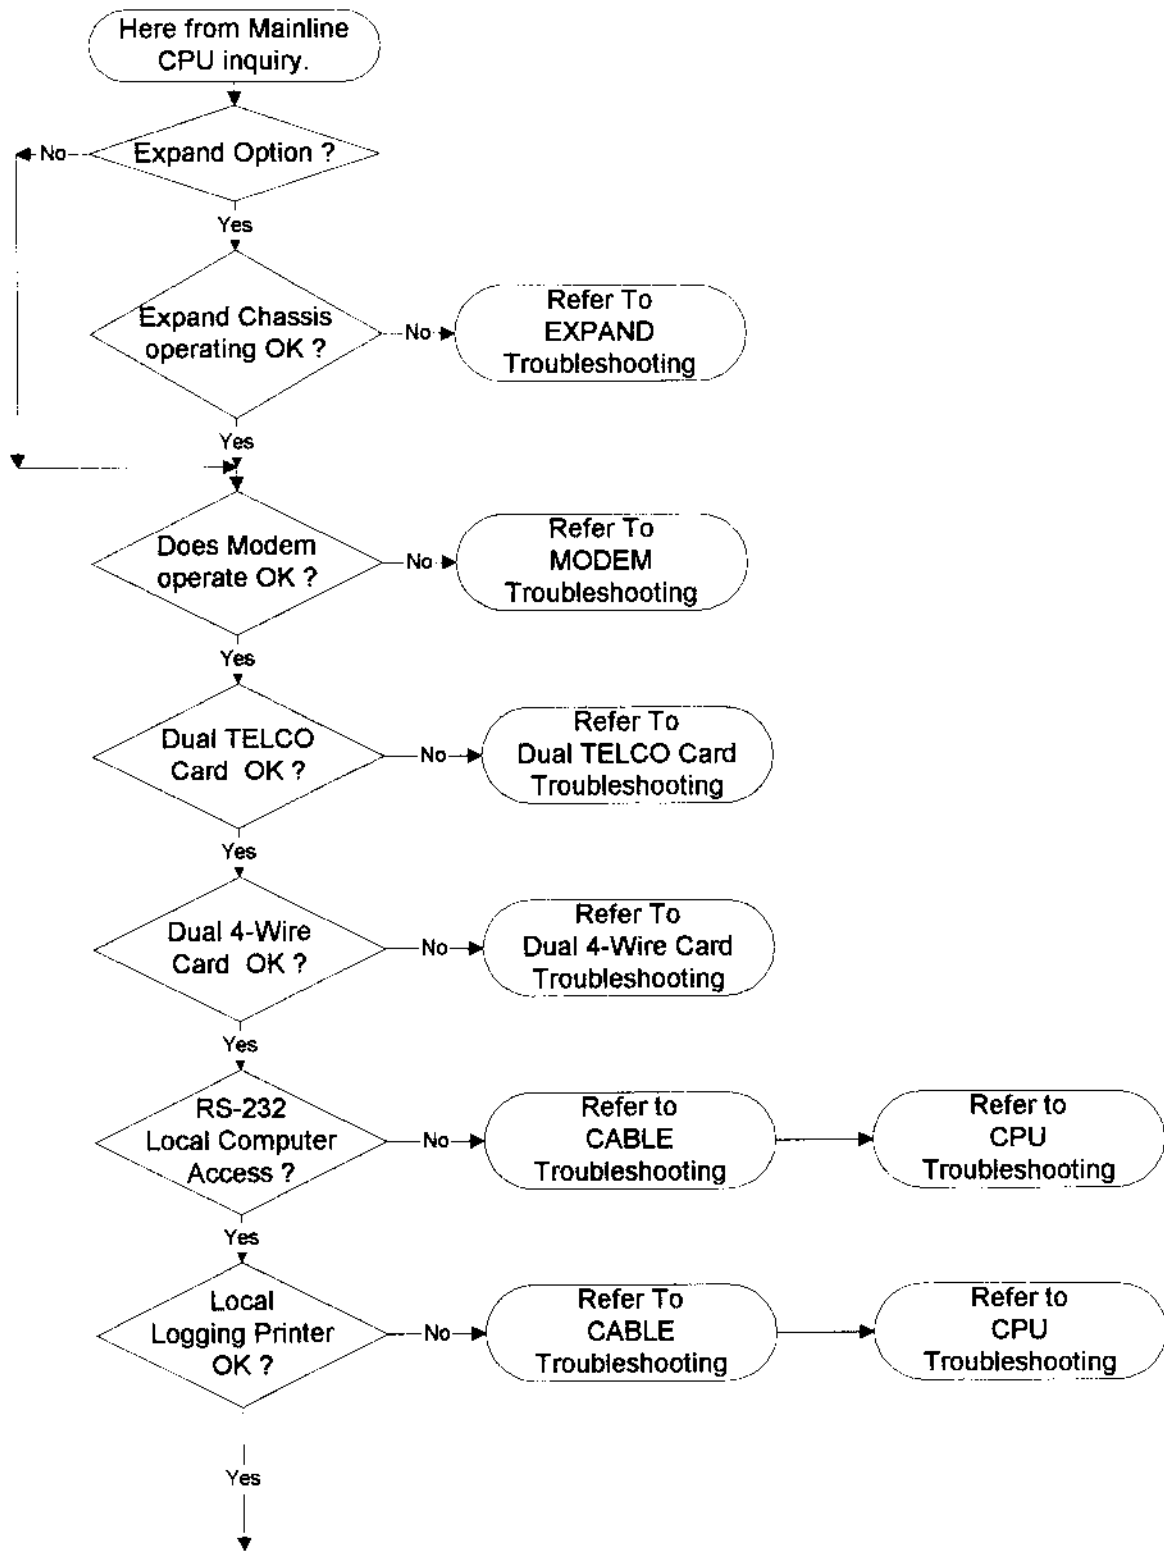 Here from Mainline
CPU inquiry.
Expand Option ?
No
Yes
Expand Chassis
operating OK ?
No
Refer To
EXPAND
Troubleshooting
Yes
Does Modem
operate OK ?
No
Refer To
MODEM
Troubleshooting
Yes
Dual TELCO
Card OK ?
No
Refer To
Dual TELCO Card
Troubleshooting
Yes
Dual 4-Wire
Card OK ?
No
Refer To
Dual 4-Wire Card
Troubleshooting
Yes
RS-232
Local Computer
Access ?
No
Refer to
CABLE
Troubleshooting
Refer to
CPU
Troubleshooting
Yes
Local
Logging Printer
OK ?
No
Refer To
CABLE
Troubleshooting
Refer to
CPU
Troubleshooting
Yes